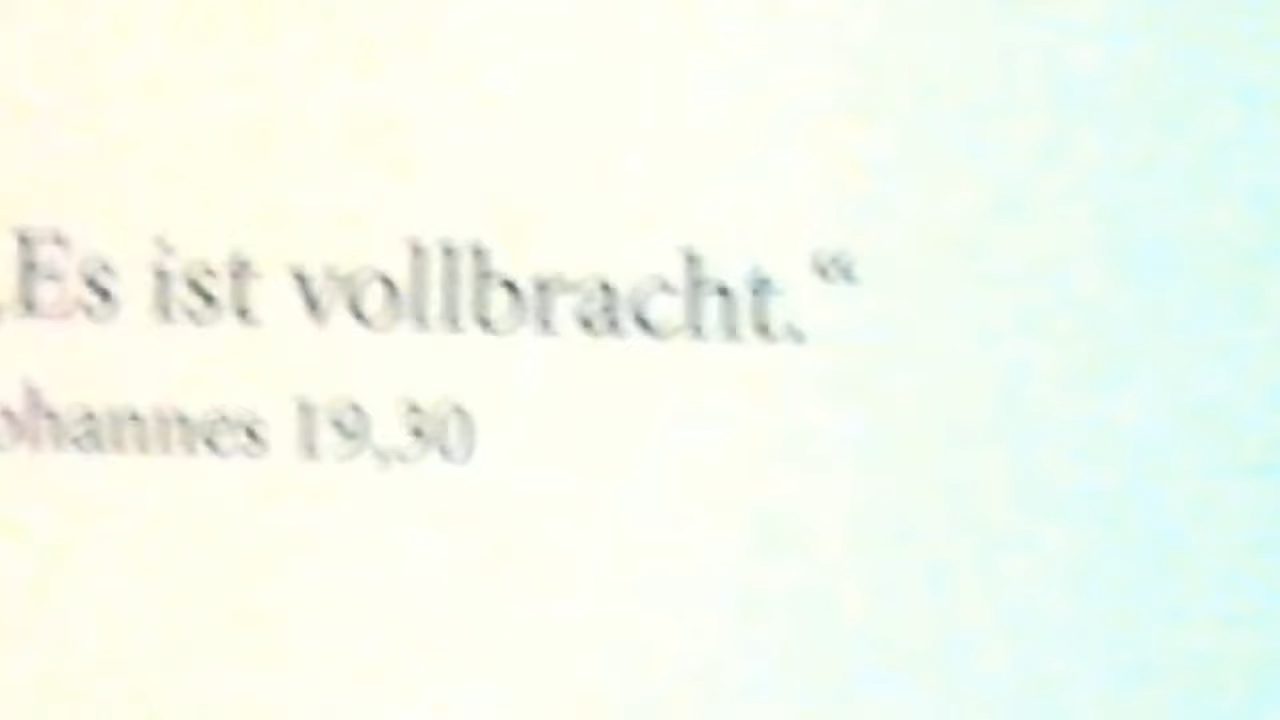 „Es ist vollbracht.“
ohannes 19,30